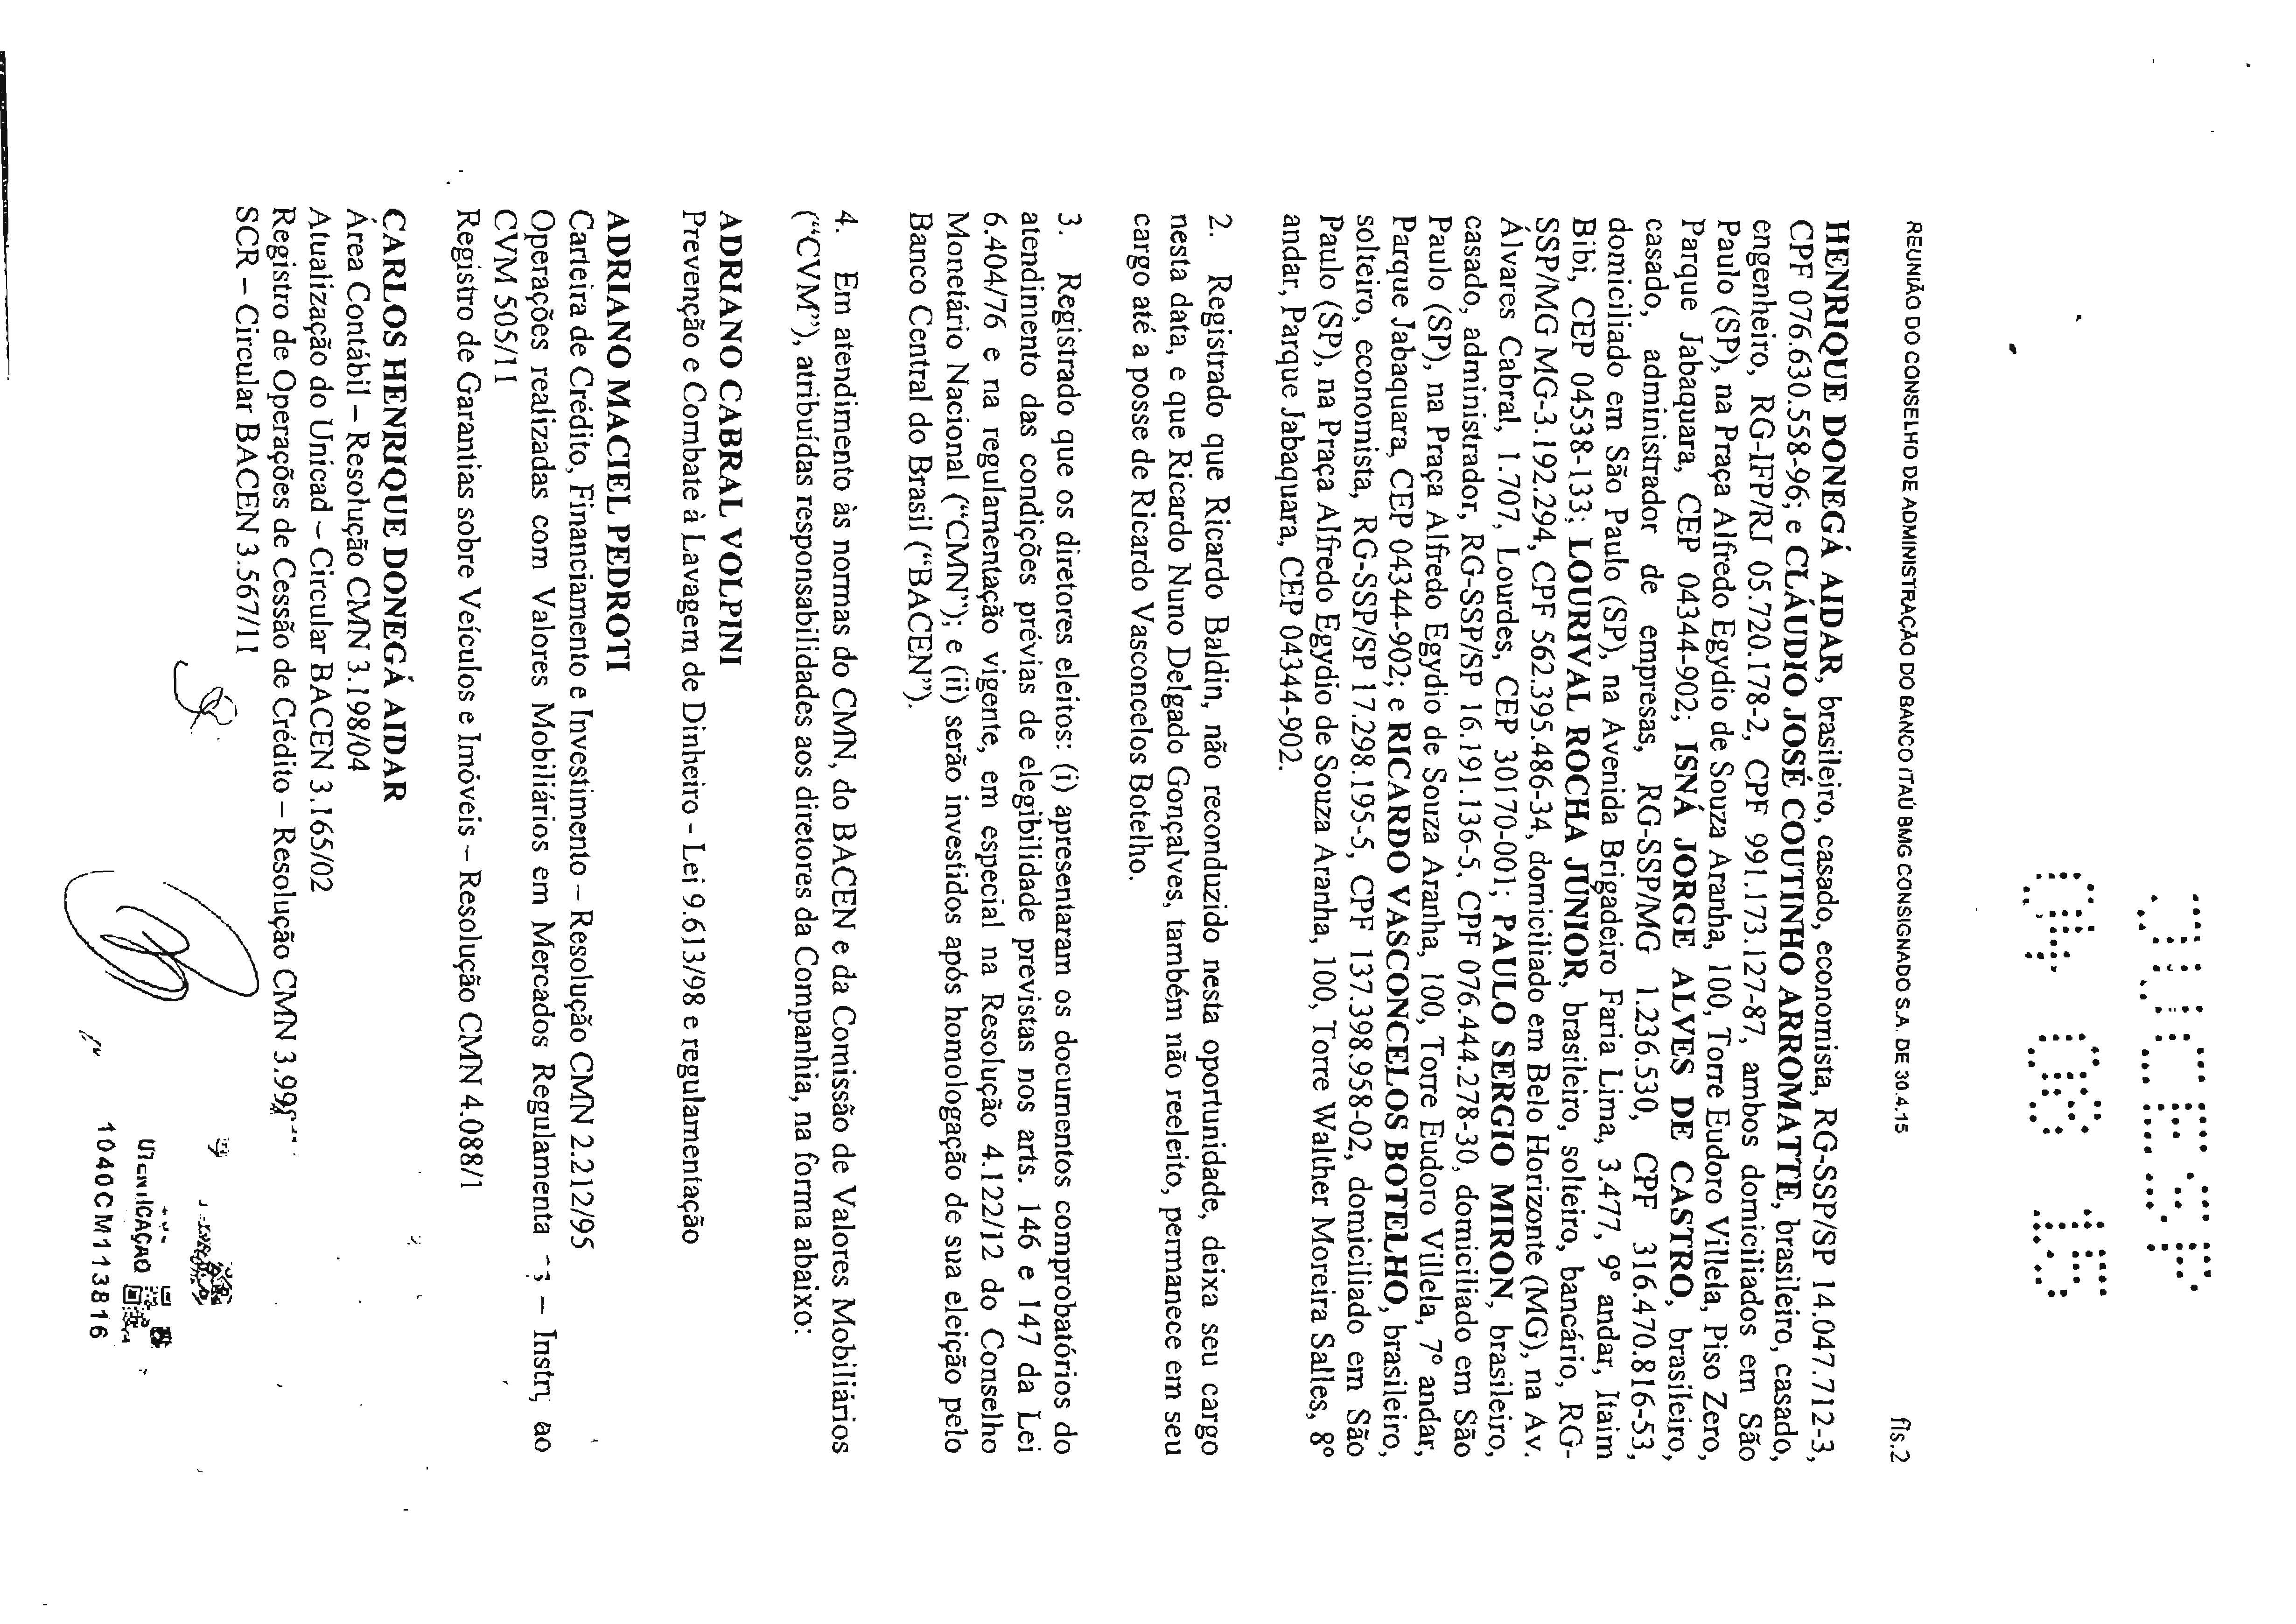 JUCESP
08 08 15
REUNIÃO DO CONSELHO DE ADMINISTRAÇÃO DO BANCO ITAÚ BMG CONSIGNADO S.A. DE 30.4.15 fls.2
HENRIQUE DONEGÁ AIDAR, brasileiro, casado, economista, RG-SSP/SP 14.047.712-3,
CPF 076.630.558-96; e CLÁUDIO JOSÉ COUTINHO ARROMATTE, brasileiro, casado,
engenheiro, RG-IFP/RJ 05.720.178-2, CPF 991.173.127-87, ambos domiciliados em São
Paulo (SP), na Praça Alfredo Egydio de Souza Aranha, 100, Torre Eudoro Villela, Piso Zero,
Parque Jabaquara, CEP 04344-902; ISNÁ JORGE ALVES DE CASTRO, brasileiro,
casado, administrador de empresas, RG-SSP/MG 1.236.530, CPF 316.470.816-53,
domiciliado em São Paulo (SP), na Avenida Brigadeiro Faria Lima, 3.477, 9º andar, Itaim
Bibi, CEP 04538-133; LOURIVAL ROCHA JÚNIOR, brasileiro, solteiro, bancário, RG-
SSP/MG MG-3.192.294, CPF 562.395.486-34, domiciliado em Belo Horizonte (MG), na Av.
Álvares Cabral, 1.707, Lourdes, CEP 30170-001; PAULO SERGIO MIRON, brasileiro,
casado, administrador, RG-SSP/SP 16.191.136-5, CPF 076.444.278-30, domiciliado em São
Paulo (SP), na Praça Alfredo Egydio de Souza Aranha, 100, Torre Eudoro Villela, 7º andar,
Parque Jabaquara, CEP 04344-902; e RICARDO VASCONCELOS BOTELHO, brasileiro,
solteiro, economista, RG-SSP/SP 17.298.195-5, CPF 137.398.958-02, domiciliado em São
Paulo (SP), na Praça Alfredo Egydio de Souza Aranha, 100, Torre Walther Moreira Salles, 8º
andar, Parque Jabaquara, CEP 04344-902.
2. Registrado que Ricardo Baldin, não reconduzido nesta oportunidade, deixa seu cargo
nesta data, e que Ricardo Nuno Delgado Gonçalves, também não reeleito, permanece em seu
cargo até a posse de Ricardo Vasconcelos Botelho.
3. Registrado que os diretores eleitos: (i) apresentaram os documentos comprobatórios do
atendimento das condições prévias de elegibilidade previstas nos arts. 146 e 147 da Lei
6.404/76 e na regulamentação vigente, em especial na Resolução 4.122/12 do Conselho
Monetário Nacional (“CMN”); e (ii) serão investidos após homologação de sua eleição pelo
Banco Central do Brasil (“BACEN”).
4. Em atendimento às normas do CMN, do BACEN e da Comissão de Valores Mobiliários
(“CVM”), atribuídas responsabilidades aos diretores da Companhia, na forma abaixo:
ADRIANO CABRAL VOLPINI
Prevenção e Combate à Lavagem de Dinheiro - Lei 9.613/98 e regulamentação
ADRIANO MACIEL PEDROTI
Carteira de Crédito, Financiamento e Investimento – Resolução CMN 2.212/95
Operações realizadas com Valores Mobiliários em Mercados Regulamenta – Instru ão
CVM 505/11
Registro de Garantias sobre Veículos e Imóveis – Resolução CMN 4.088/1
CARLOS HENRIQUE DONEGÁ AIDAR
Área Contábil – Resolução CMN 3.198/04
Atualização do Unicad – Circular BACEN 3.165/02
Registro de Operações de Cessão de Crédito – Resolução CMN 3.99
SCR – Circular BACEN 3.567/11
1040CM113816